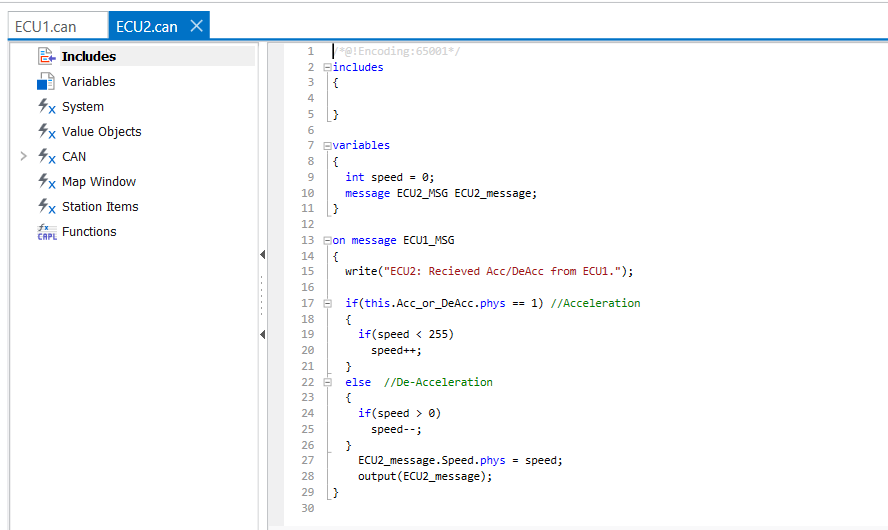 ECU1.can
ECU2.can
Includes
Variables
System
Value Objects
CAN
Map Window
Station Items
Functions
1 /*@!Encoding:65001*/
2 includes
3 {
4
5 }
6
7 variables
8 {
9 int speed = 0;
10 message ECU2_MSG ECU2_message;
11 }
12
13 on message ECU1_MSG
14 {
15 write("ECU2: Recieved Acc/DeAcc from ECU1.");
16
17 if(this.Acc_or_DeAcc.phys == 1) //Acceleration
18 {
19 if(speed < 255)
20 speed++;
21 }
22 else //De-Acceleration
23 {
24 if(speed > 0)
25 speed--;
26 }
27 ECU2_message.Speed.phys = speed;
28 output(ECU2_message);
29 }
30